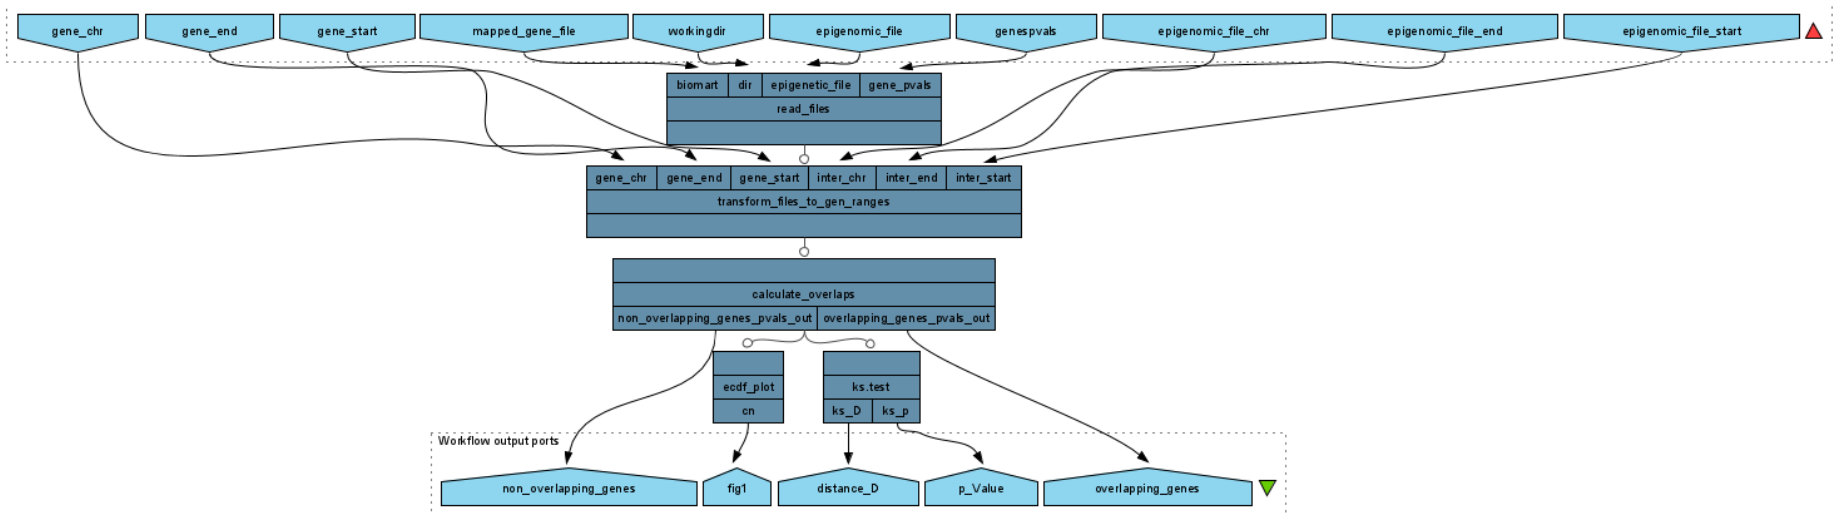 gene_chr
gene_end
gene_start
mapped_gene_file
workingdir
epigenomic_file
genespvals
epigenomic_file_chr
epigenomic_file_end
epigenomic_file_start
biomart
dir
epigenetic_file
gene_pvals
read_files
gene_chr
gene_end
gene_start
inter_chr
inter_end
inter_start
transform_files_to_gen_ranges
calculate_overlaps
non_overlapping_genes_pvals_out
overlapping_genes_pvals_out
ecdf_plot
ks.test
cn
ks_D
ks_p
Workflow output ports
non_overlapping_genes
fig1
distance_D
p_Value
overlapping_genes